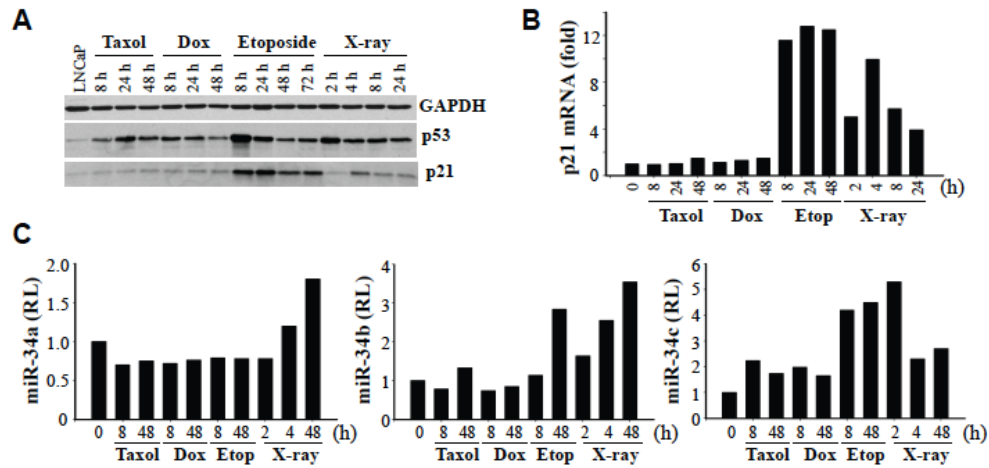 A
LNCaP
Taxol Dox Etoposide X-ray
8 h 24 h 48 h 8 h 24 h 48 h 8 h 24 h 48 h 72 h 2 h 4 h 8 h 24 h
GAPDH
p53
p21
B
p21 mRNA (fold)
12
8
4
0
0 8 24 48 8 24 48 8 24 48 2 4 8 24 (h)
Taxol Dox Etop X-ray
C
miR-34a (RL)
2.0
1.5
1.0
0.5
0
0 8 48 8 48 8 48 2 4 48 (h)
Taxol Dox Etop X-ray
miR-34b (RL)
4
3
2
1
0
0 8 48 8 48 8 48 2 4 48 (h)
Taxol Dox Etop X-ray
miR-34c (RL)
6
5
4
3
2
1
0
0 8 48 8 48 8 48 2 4 48 (h)
Taxol Dox Etop X-ray